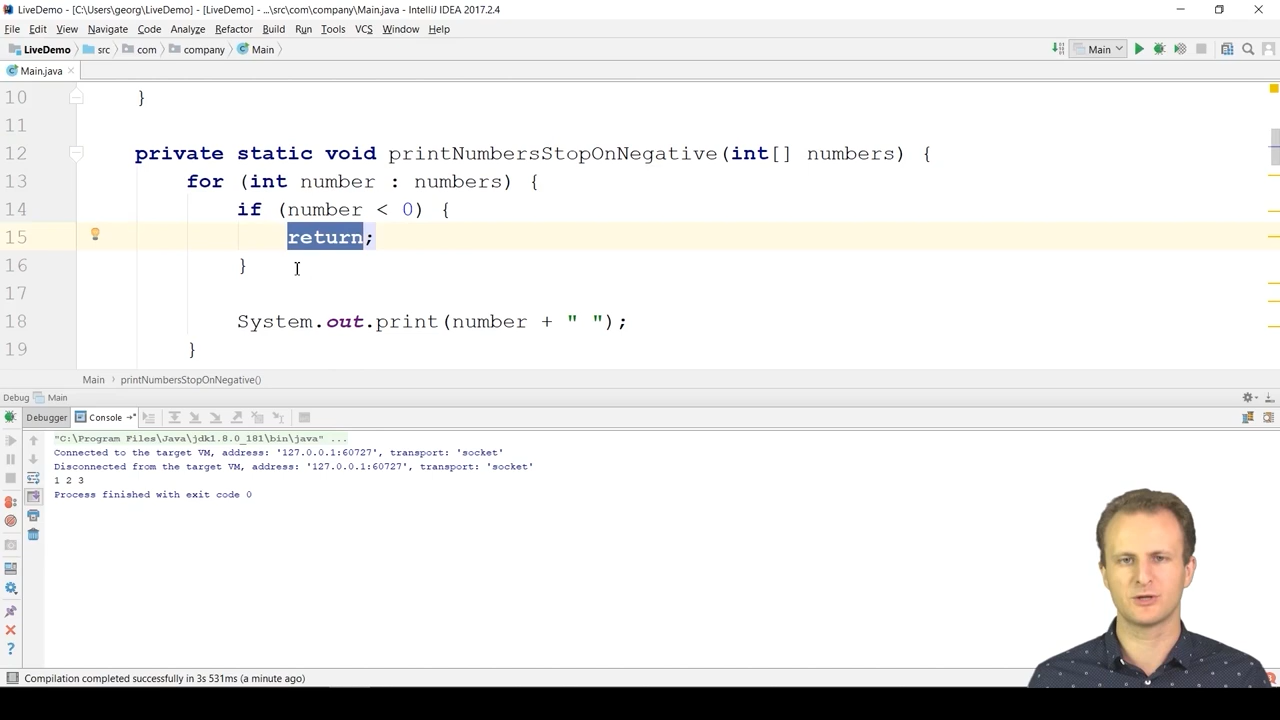 LiveDemo - [C:\Users\georg\LiveDemo] - [LiveDemo] - ...\src\com\company\Main.java - IntelliJ IDEA 2017.2.4
File Edit View Navigate Code Analyze Refactor Build Run Tools VCS Window Help
LiveDemo src com company Main Main
Main.java
10 }
11
12 private static void printNumbersStopOnNegative(int[] numbers) {
13 for (int number : numbers) {
14 if (number < 0) {
15 return;
16 }
17
18 System.out.print(number + " ");
19 }
Main printNumbersStopOnNegative()
Debug Main
Debugger Console
"C:\Program Files\Java\jdk1.8.0_181\bin\java" ...
Connected to the target VM, address: '127.0.0.1:60727', transport: 'socket'
Disconnected from the target VM, address: '127.0.0.1:60727', transport: 'socket'
1 2 3
Process finished with exit code 0
Compilation completed successfully in 3s 531ms (a minute ago)